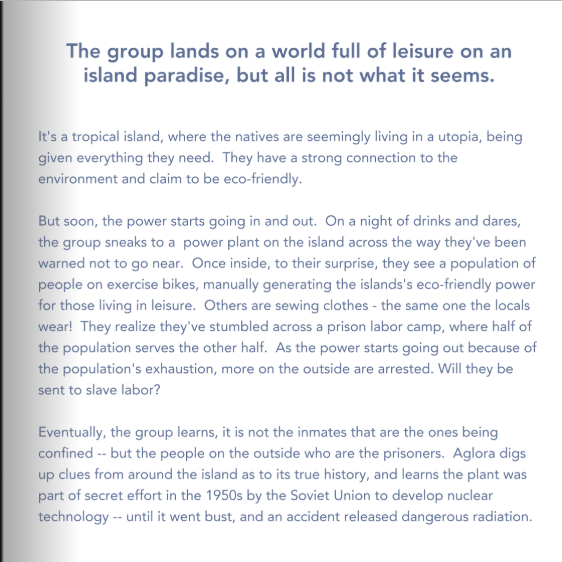 The group lands on a world full of leisure on an
island paradise, but all is not what it seems.
It's a tropical island, where the natives are seemingly living in a utopia, being
given everything they need.  They have a strong connection to the
environment and claim to be eco-friendly.
But soon, the power starts going in and out.  On a night of drinks and dares,
the group sneaks to a  power plant on the island across the way they've been
warned not to go near.  Once inside, to their surprise, they see a population of
people on exercise bikes, manually generating the islands's eco-friendly power
for those living in leisure.  Others are sewing clothes - the same one the locals
wear!  They realize they've stumbled across a prison labor camp, where half of
the population serves the other half.  As the power starts going out because of
the population's exhaustion, more on the outside are arrested. Will they be
sent to slave labor?
Eventually, the group learns, it is not the inmates that are the ones being
confined -- but the people on the outside who are the prisoners.  Aglora digs
up clues from around the island as to its true history, and learns the plant was
part of secret effort in the 1950s by the Soviet Union to develop nuclear
technology -- until it went bust, and an accident released dangerous radiation.